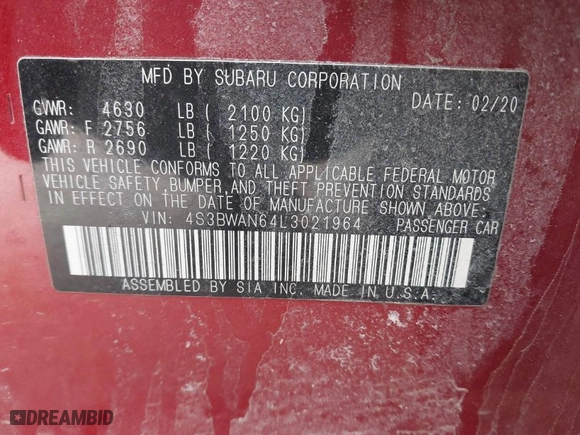 MFD BY SUBARU CORPORATION
DATE: 02/20
GVWR: 4630 LB ( 2100 KG)
GAWR: F 2756 LB ( 1250 KG)
GAWR: R 2690 LB ( 1220 KG)
THIS VEHICLE CONFORMS TO ALL APPLICABLE FEDERAL MOTOR
VEHICLE SAFETY, BUMPER, AND THEFT PREVENTION STANDARDS
IN EFFECT ON THE DATE OF MANUFACTURE SHOWN ABOVE.
VIN: 4S3BWAN64L3021964 PASSENGER CAR
ASSEMBLED BY SIA INC. MADE IN U.S.A.
DREAMBID